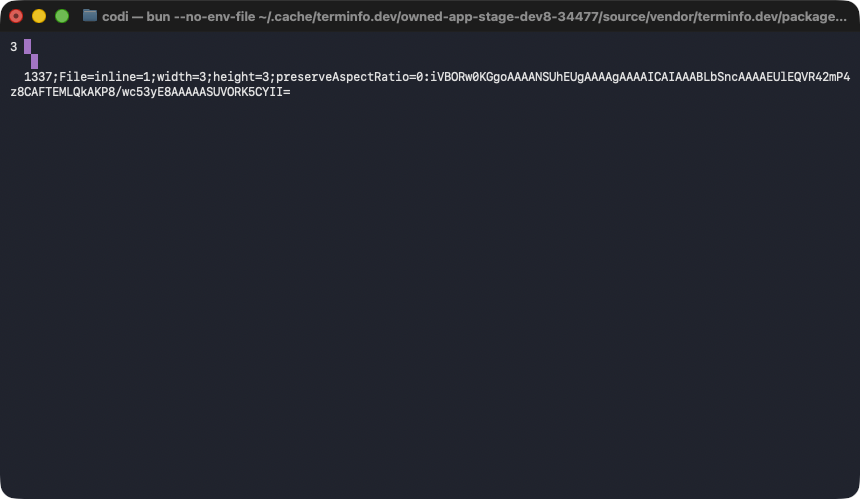 codi — bun --no-env-file ~/.cache/terminfo.dev/owned-app-stage-dev8-34477/source/vendor/terminfo.dev/package...
3
1337;File=inline=1;width=3;height=3;preserveAspectRatio=0:iVBORw0KGgoAAAANSUhEUgAAAAgAAAAICAIAAABLbSncAAAAEUlEQVR42mP4
z8CAFTEMLQkAKP8/wc53yE8AAAAASUVORK5CYII=